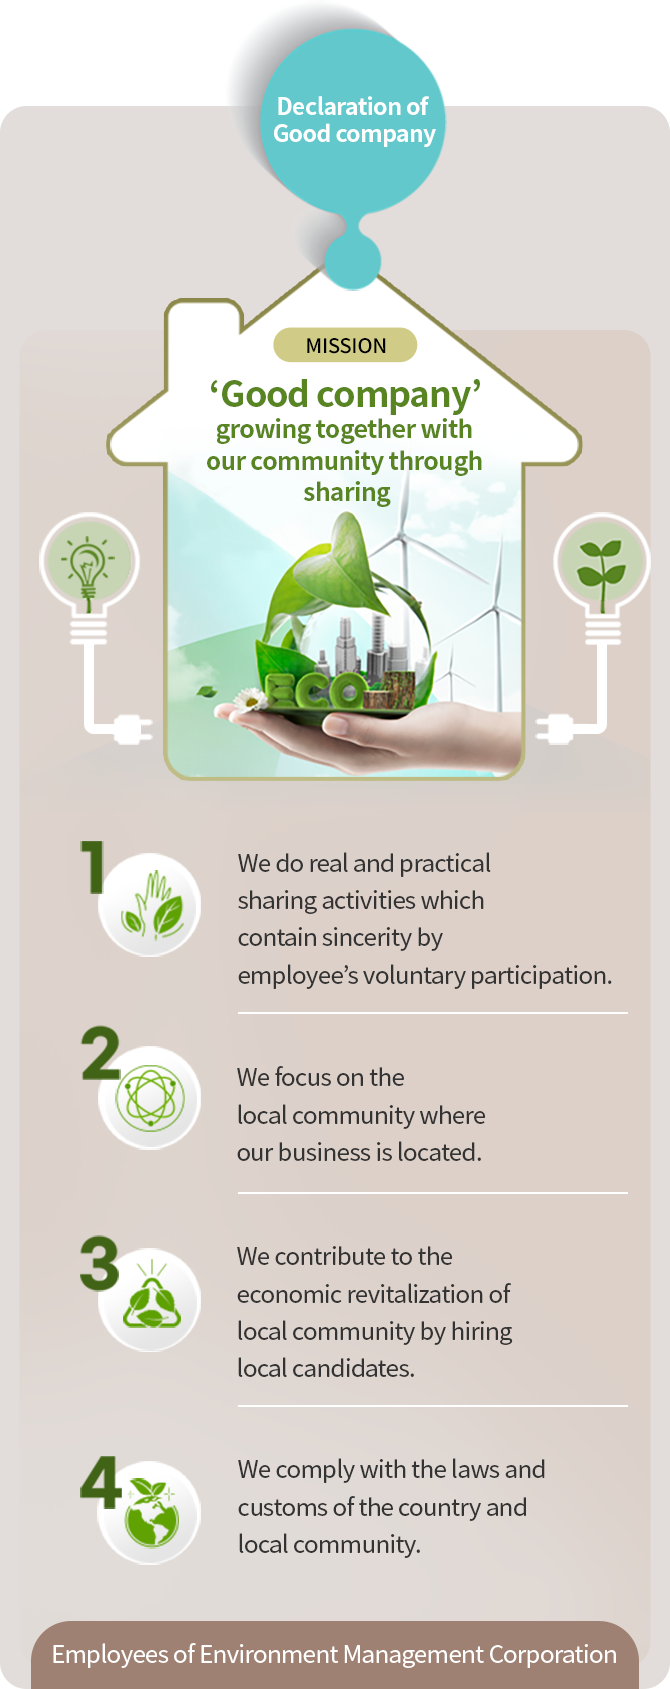 Declaration of
Good company
MISSION
‘Good company’
growing together with
our community through
sharing
ECO
1
We do real and practical
sharing activities which
contain sincerity by
employee’s voluntary participation.
2
We focus on the
local community where
our business is located.
3
We contribute to the
economic revitalization of
local community by hiring
local candidates.
4
We comply with the laws and
customs of the country and
local community.
Employees of Environment Management Corporation